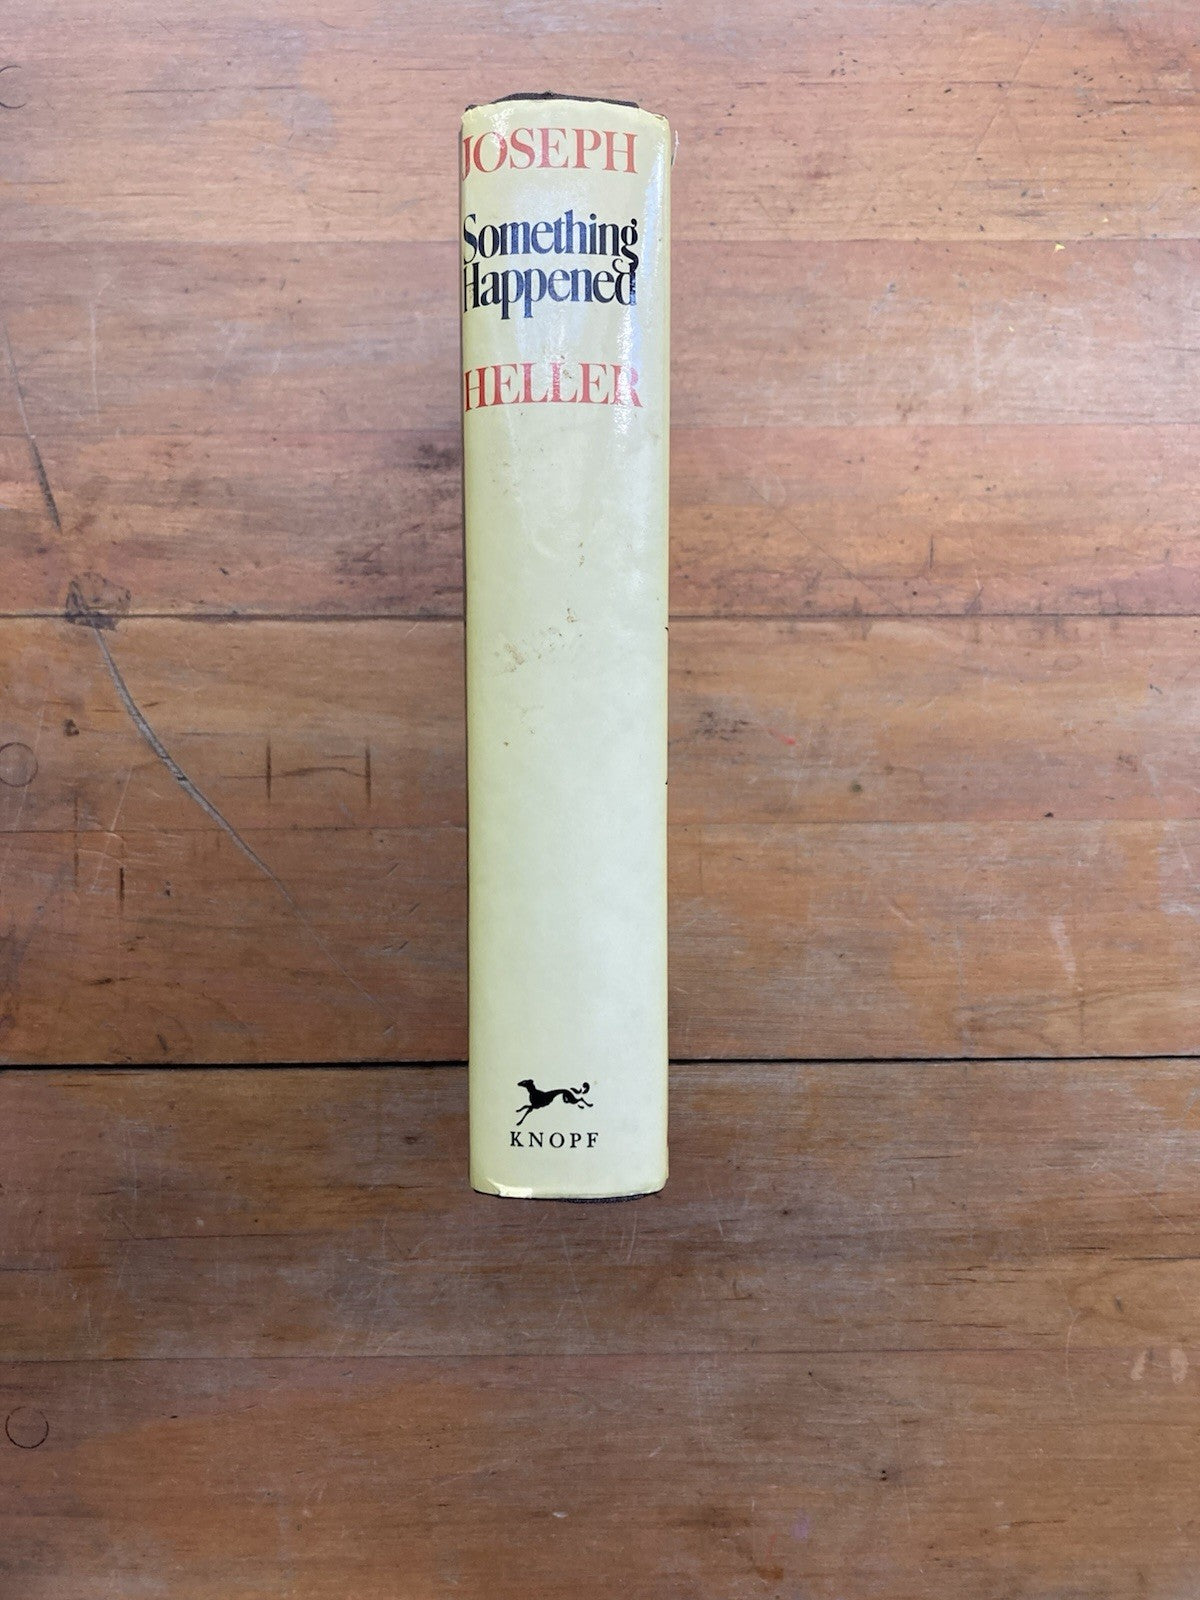 JOSEPH
Something
Happened
HELLER
KNOPF